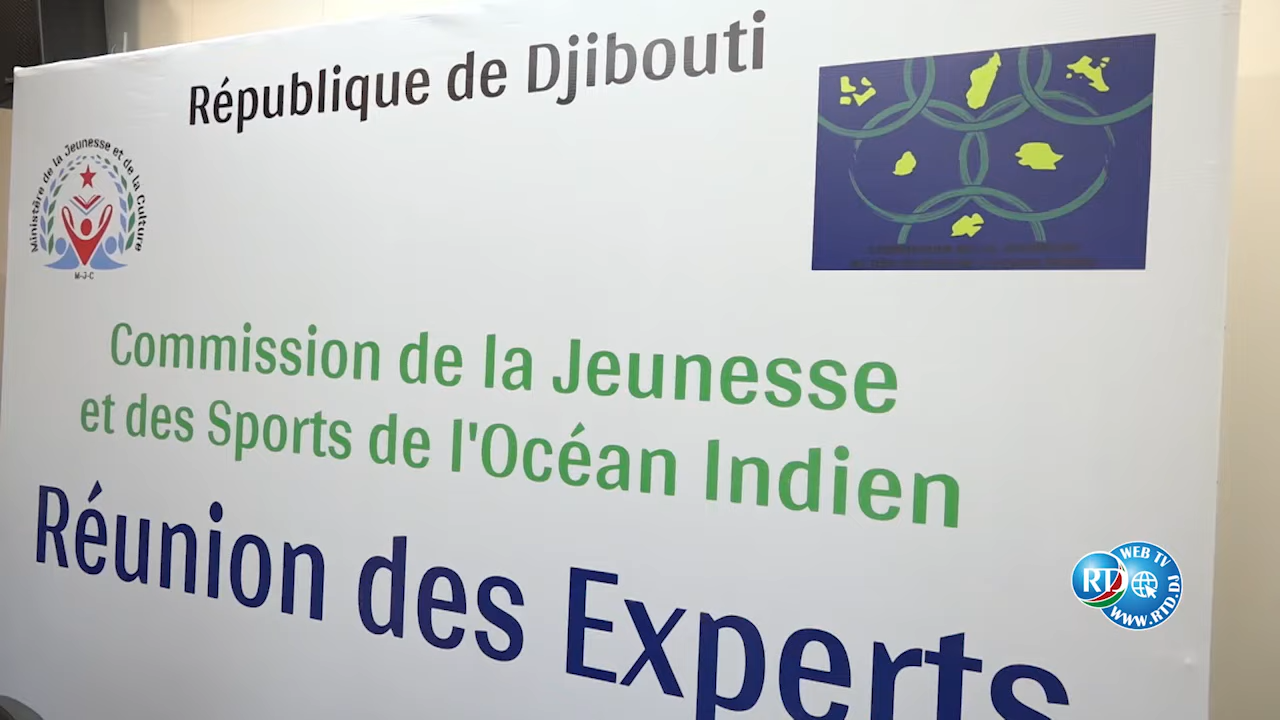 République de Djibouti
Ministère de la Jeunesse et de la Culture
M-J-C
Commission de la Jeunesse
et des Sports de l'Océan Indien
Réunion des Experts
WEB TV
RTD
WWW.RTD.DJ